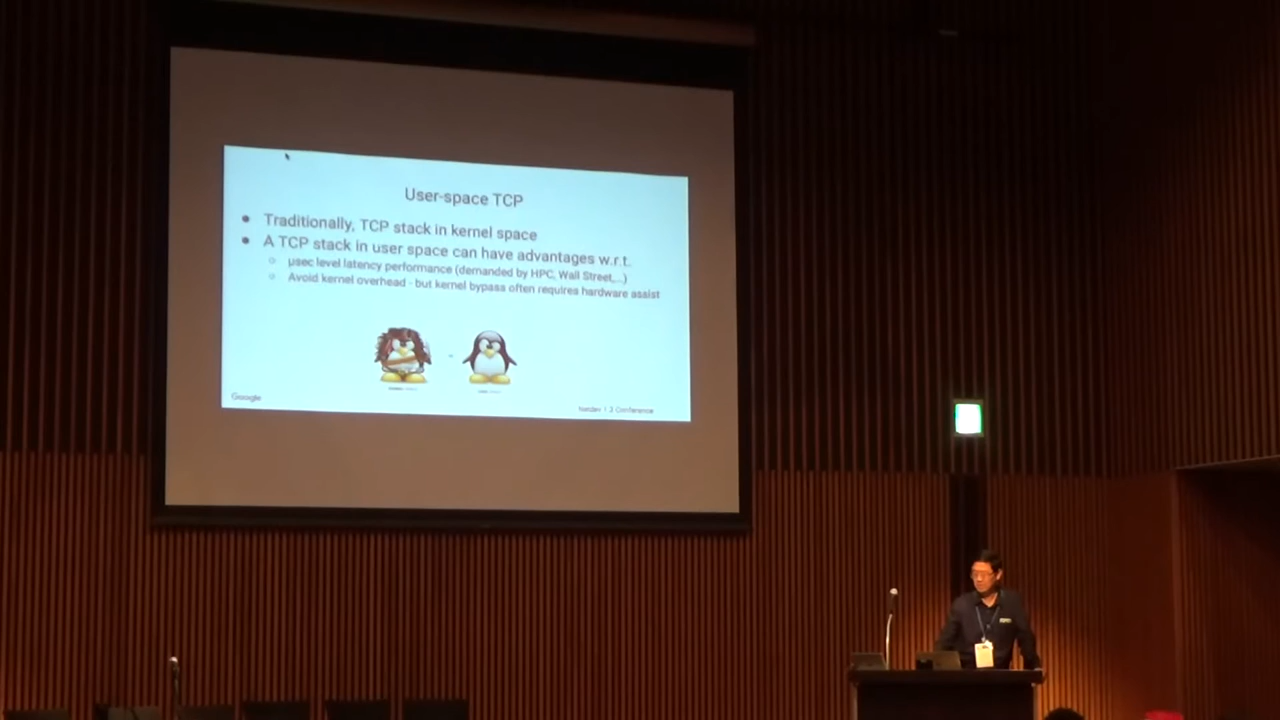 User-space TCP
● Traditionally, TCP stack in kernel space
● A TCP stack in user space can have advantages w.r.t.
○ μsec level latency performance (demanded by HPC, Wall Street,...)
○ Avoid kernel overhead - but kernel bypass often requires hardware assist
Google
Netdev 1.2 Conference